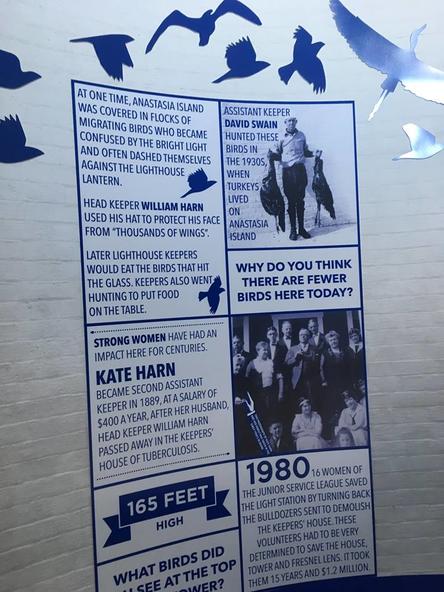 AT ONE TIME, ANASTASIA ISLAND
WAS COVERED IN FLOCKS OF
MIGRATING BIRDS WHO BECAME
CONFUSED BY THE BRIGHT LIGHT
AND OFTEN DASHED THEMSELVES
AGAINST THE LIGHTHOUSE
LANTERN.
HEAD KEEPER WILLIAM HARN
USED HIS HAT TO PROTECT HIS FACE
FROM "THOUSANDS OF WINGS".
LATER LIGHTHOUSE KEEPERS
WOULD EAT THE BIRDS THAT HIT
THE GLASS. KEEPERS ALSO WENT
HUNTING TO PUT FOOD
ON THE TABLE.
ASSISTANT KEEPER
DAVID SWAIN
HUNTED THESE
BIRDS IN
THE 1930S,
WHEN
TURKEYS
LIVED
ON
ANASTASIA
ISLAND
WHY DO YOU THINK
THERE ARE FEWER
BIRDS HERE TODAY?
STRONG WOMEN HAVE HAD AN
IMPACT HERE FOR CENTURIES.
KATE HARN
BECAME SECOND ASSISTANT
KEEPER IN 1889, AT A SALARY OF
$400 A YEAR, AFTER HER HUSBAND,
HEAD KEEPER WILLIAM HARN
PASSED AWAY IN THE KEEPERS'
HOUSE OF TUBERCULOSIS.
165 FEET
HIGH
WHAT BIRDS DID
SEE AT THE TOP
1980 16 WOMEN OF
THE JUNIOR SERVICE LEAGUE SAVED
THE LIGHT STATION BY TURNING BACK
THE BULLDOZERS SENT TO DEMOLISH
THE KEEPERS' HOUSE. THESE
VOLUNTEERS HAD TO BE VERY
DETERMINED TO SAVE THE HOUSE,
TOWER AND FRESNEL LENS. IT TOOK
THEM 15 YEARS AND $1.2 MILLION.